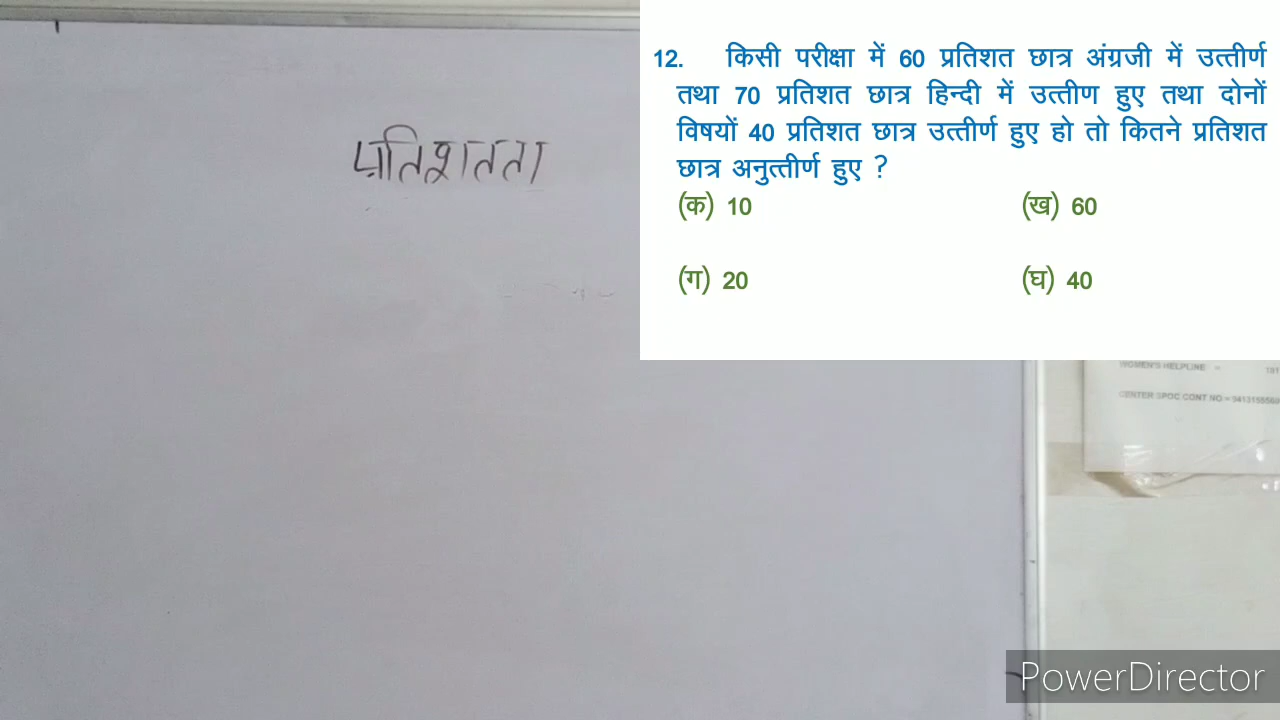 प्रतिशतता
12. किसी परीक्षा में 60 प्रतिशत छात्र अंग्रजी में उत्तीर्ण
तथा 70 प्रतिशत छात्र हिन्दी में उत्तीण हुए तथा दोनों
विषयों 40 प्रतिशत छात्र उत्तीर्ण हुए हो तो कितने प्रतिशत
छात्र अनुत्तीर्ण हुए ?
(क) 10 (ख) 60
(ग) 20 (घ) 40
WOMEN'S HELPLINE = 181
CENTER SPOC CONT NO =
PowerDirector